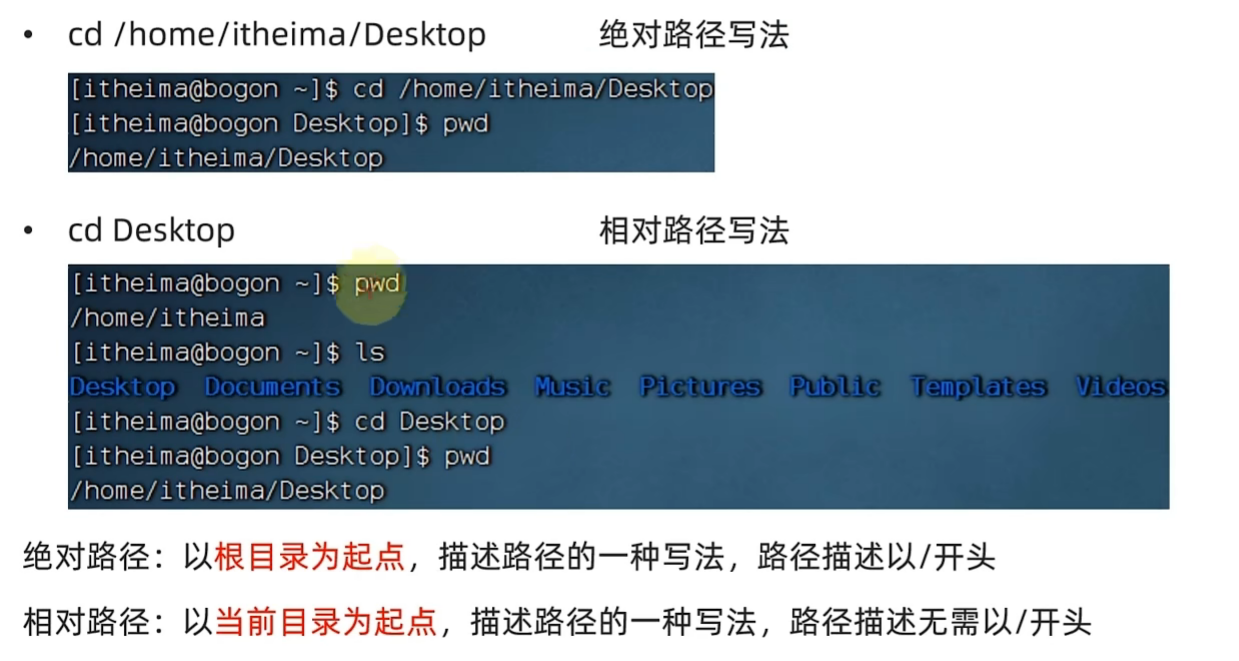 • cd /home/itheima/Desktop 绝对路径写法
[itheima@bogon ~]$ cd /home/itheima/Desktop
[itheima@bogon Desktop]$ pwd
/home/itheima/Desktop
• cd Desktop 相对路径写法
[itheima@bogon ~]$ pwd
/home/itheima
[itheima@bogon ~]$ ls
Desktop Documents Downloads Music Pictures Public Templates Videos
[itheima@bogon ~]$ cd Desktop
[itheima@bogon Desktop]$ pwd
/home/itheima/Desktop
绝对路径：以根目录为起点，描述路径的一种写法，路径描述以/开头
相对路径：以当前目录为起点，描述路径的一种写法，路径描述无需以/开头